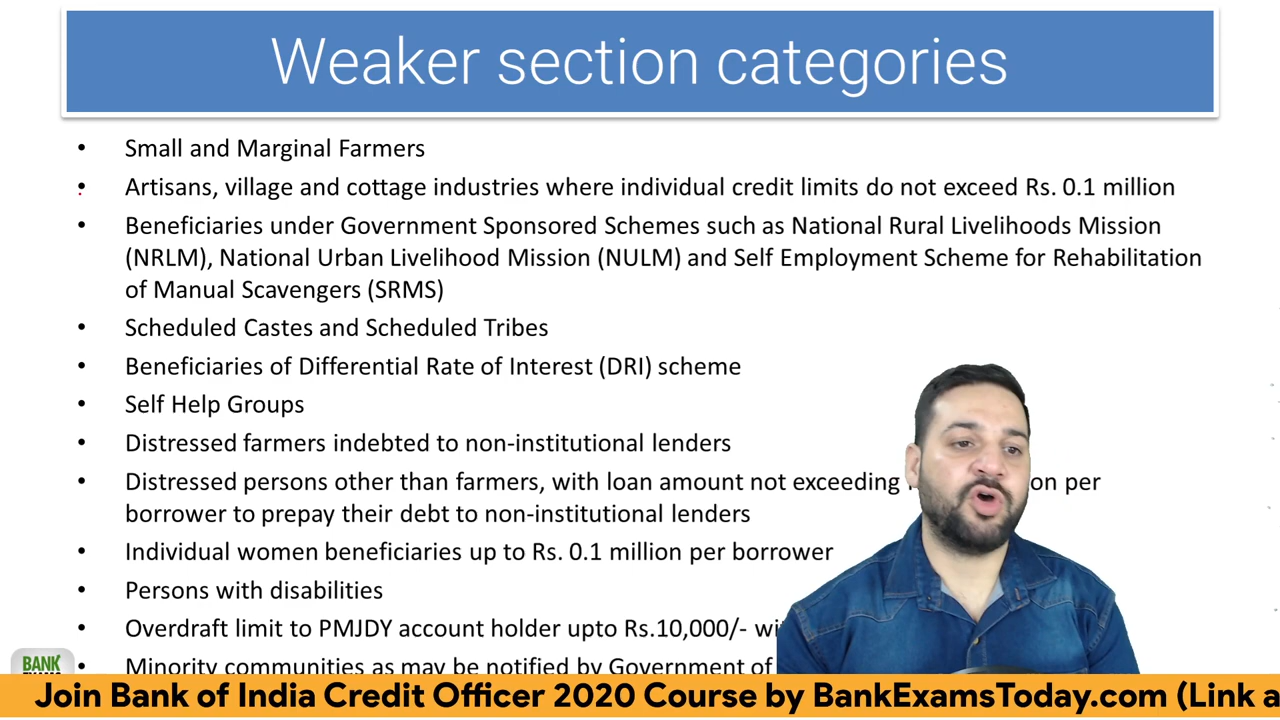 Weaker section categories
• Small and Marginal Farmers
• Artisans, village and cottage industries where individual credit limits do not exceed Rs. 0.1 million
• Beneficiaries under Government Sponsored Schemes such as National Rural Livelihoods Mission
(NRLM), National Urban Livelihood Mission (NULM) and Self Employment Scheme for Rehabilitation
of Manual Scavengers (SRMS)
• Scheduled Castes and Scheduled Tribes
• Beneficiaries of Differential Rate of Interest (DRI) scheme
• Self Help Groups
• Distressed farmers indebted to non-institutional lenders
• Distressed persons other than farmers, with loan amount not exceeding per
borrower to prepay their debt to non-institutional lenders
• Individual women beneficiaries up to Rs. 0.1 million per borrower
• Persons with disabilities
• Overdraft limit to PMJDY account holder upto Rs.10,000/-
• Minority communities as may be notified by Government of
BANK
Join Bank of India Credit Officer 2020 Course by BankExamsToday.com (Link